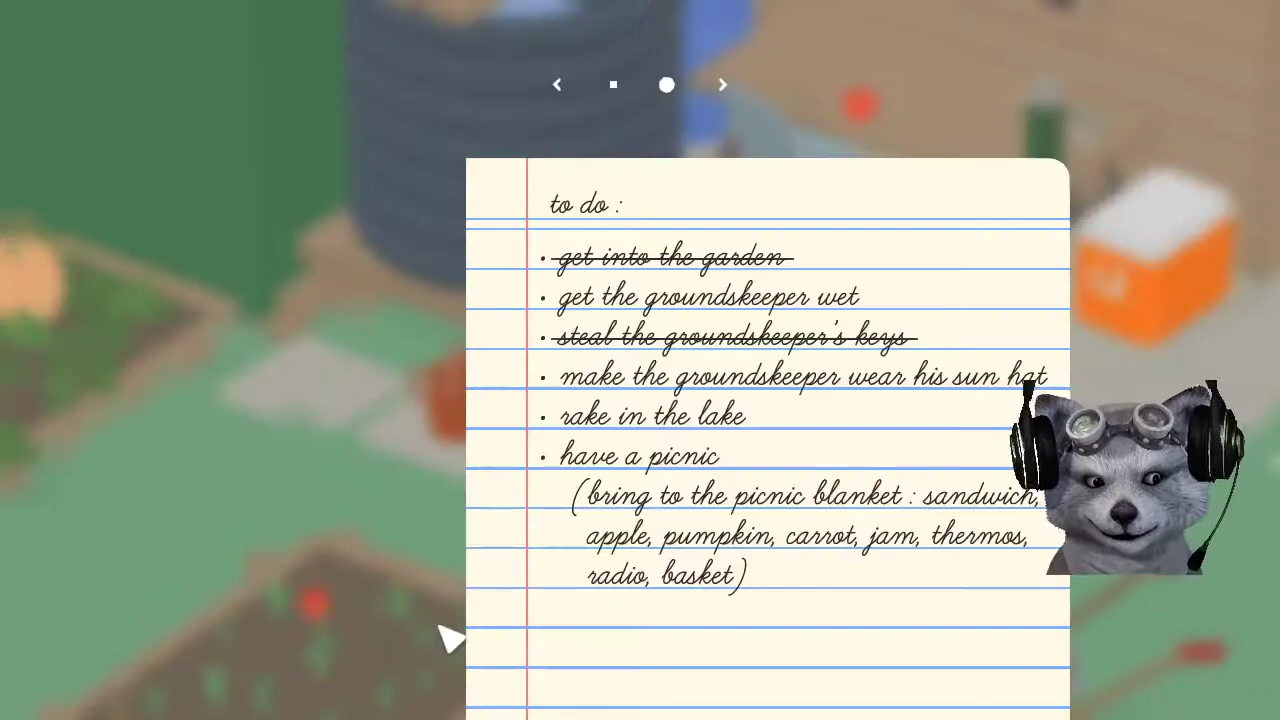 to do :
• get into the garden
• get the groundskeeper wet
• steal the groundskeeper's keys
• make the groundskeeper wear his sun hat
• rake in the lake
• have a picnic
(bring to the picnic blanket : sandwich,
apple, pumpkin, carrot, jam, thermos,
radio, basket)